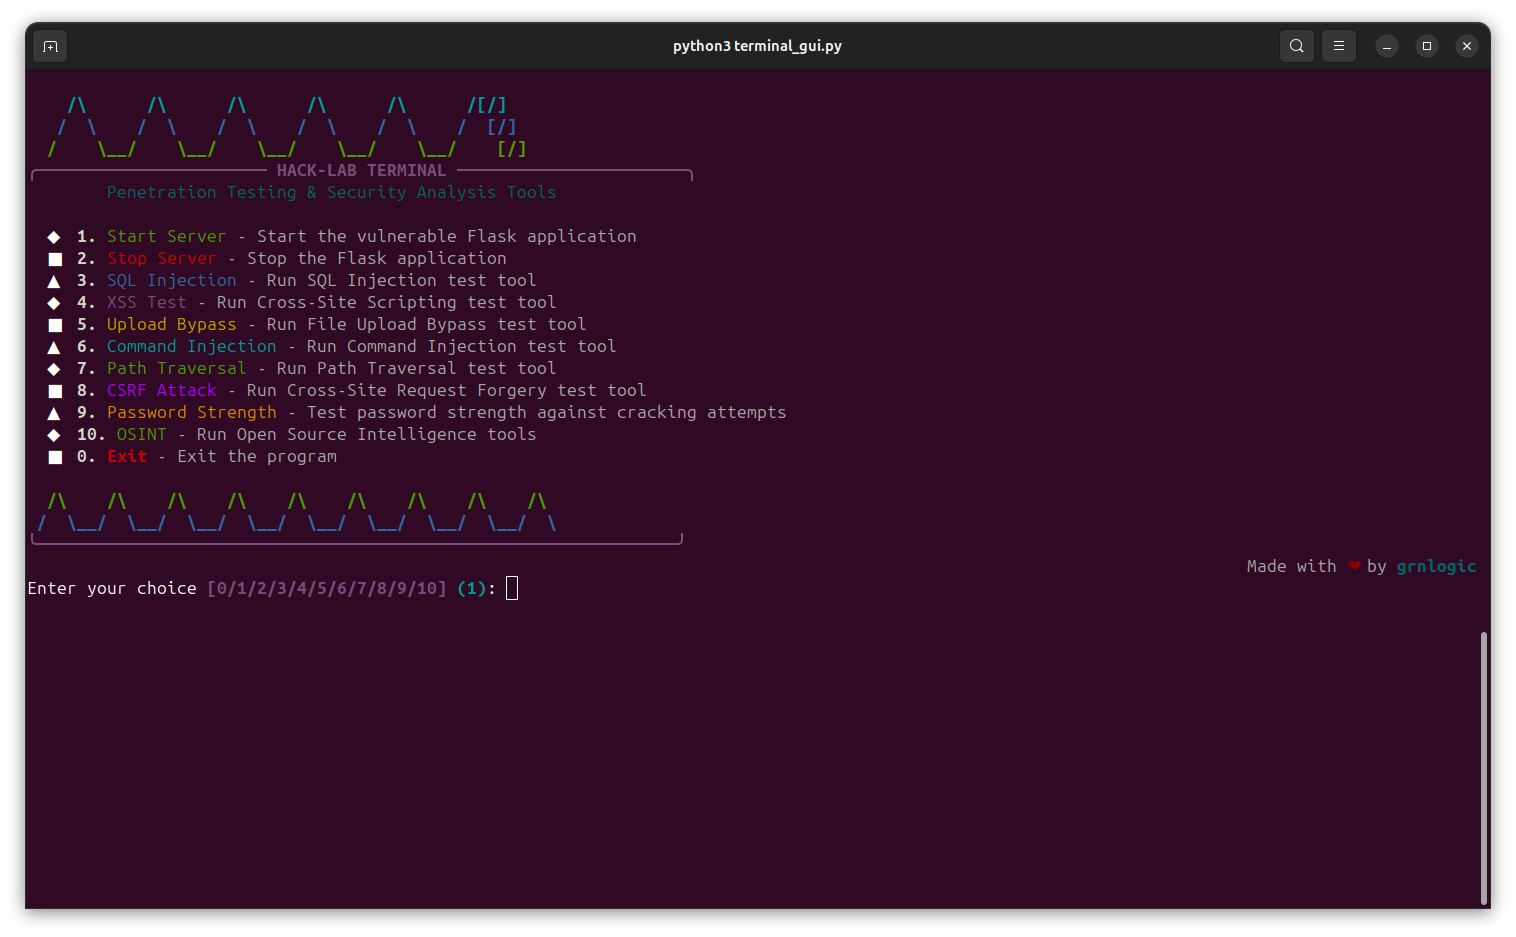 python3 terminal_gui.py
/\      /\      /\      /\      /\      /[/]
/  \    /  \    /  \    /  \    /  \    /  [/]
/    \__/    \__/    \__/    \__/    \__/    [/]
HACK-LAB TERMINAL
Penetration Testing & Security Analysis Tools
◆ 1. Start Server - Start the vulnerable Flask application
■ 2. Stop Server - Stop the Flask application
▲ 3. SQL Injection - Run SQL Injection test tool
◆ 4. XSS Test - Run Cross-Site Scripting test tool
■ 5. Upload Bypass - Run File Upload Bypass test tool
▲ 6. Command Injection - Run Command Injection test tool
◆ 7. Path Traversal - Run Path Traversal test tool
■ 8. CSRF Attack - Run Cross-Site Request Forgery test tool
▲ 9. Password Strength - Test password strength against cracking attempts
◆ 10. OSINT - Run Open Source Intelligence tools
■ 0. Exit - Exit the program
/\    /\    /\    /\    /\    /\    /\    /\    /\
/  \__/  \__/  \__/  \__/  \__/  \__/  \__/  \__/  \
Made with ❤ by grnlogic
Enter your choice [0/1/2/3/4/5/6/7/8/9/10] (1):